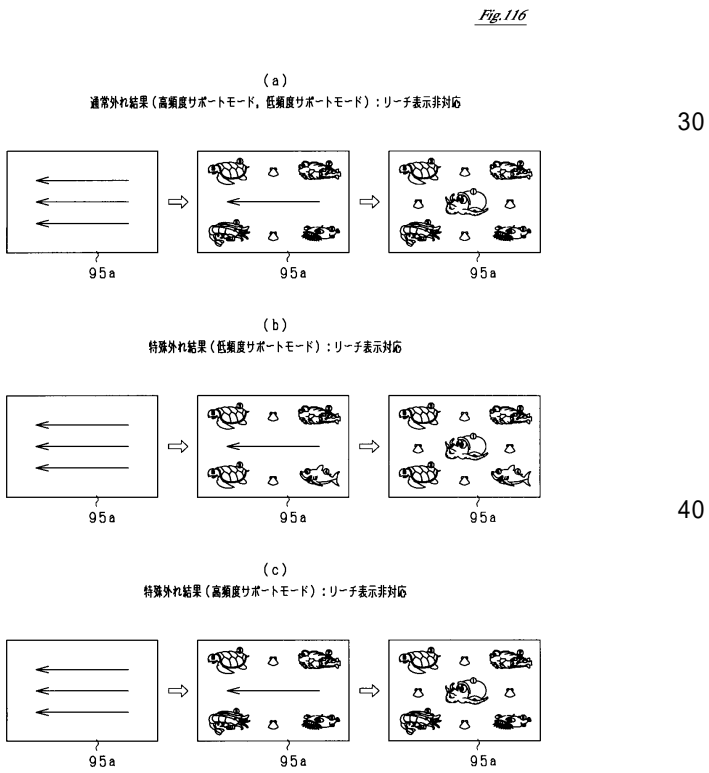 Fig.116
(a)
通常外れ結果(高頻度サポートモード,低頻度サポートモード):リーチ表示非対応
30
95a 95a 95a
(b)
特殊外れ結果(低頻度サポートモード):リーチ表示対応
95a 95a 95a
40
(c)
特殊外れ結果(高頻度サポートモード):リーチ表示非対応
95a 95a 95a